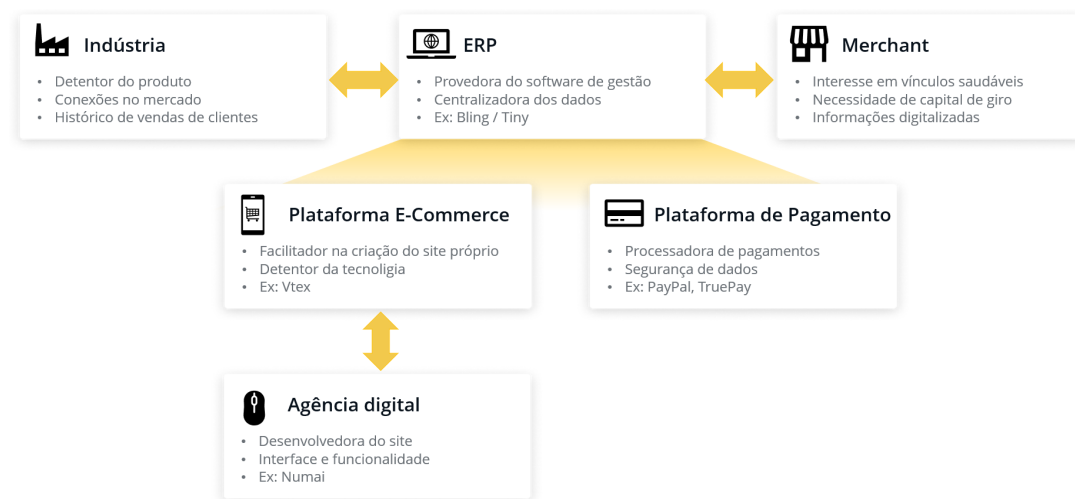 Indústria
• Detentor do produto
• Conexões no mercado
• Histórico de vendas de clientes
ERP
• Provedora do software de gestão
• Centralizadora dos dados
• Ex: Bling / Tiny
Merchant
• Interesse em vínculos saudáveis
• Necessidade de capital de giro
• Informações digitalizadas
Plataforma E-Commerce
• Facilitador na criação do site próprio
• Detentor da tecnoligia
• Ex: Vtex
Plataforma de Pagamento
• Processadora de pagamentos
• Segurança de dados
• Ex: PayPal, TruePay
Agência digital
• Desenvolvedora do site
• Interface e funcionalidade
• Ex: Numai